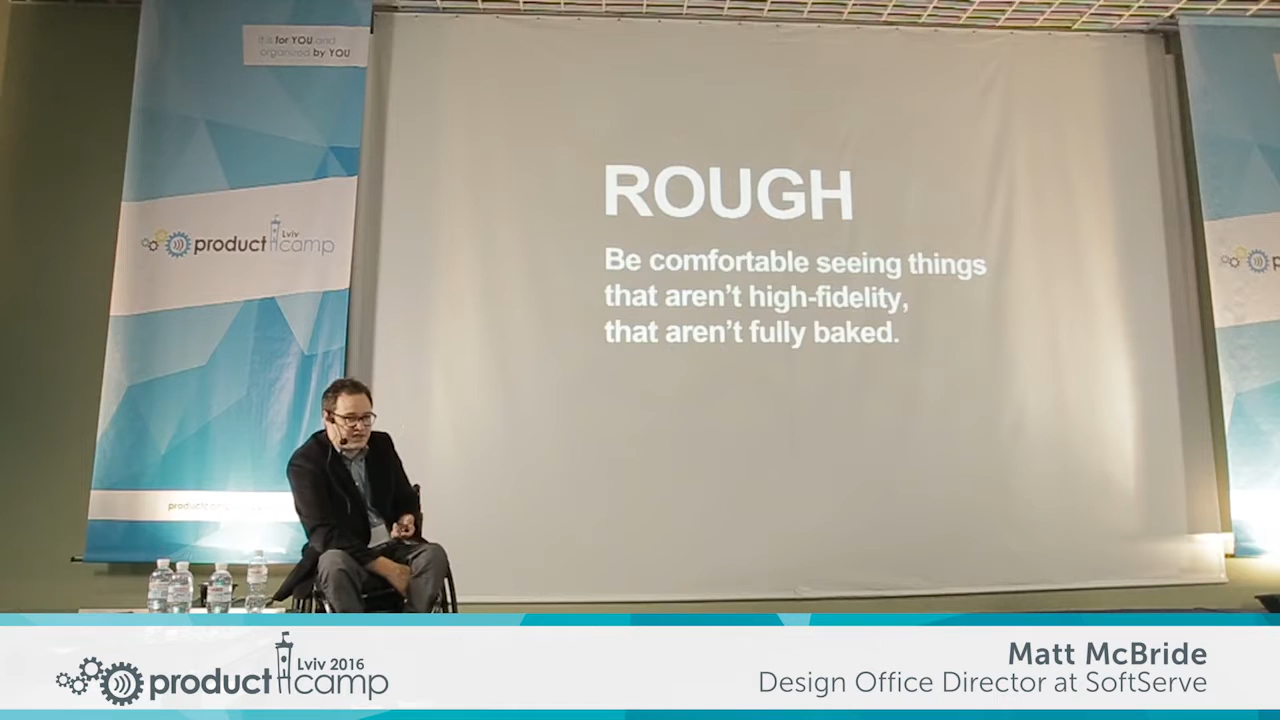 It is for YOU and
organized by YOU
Lviv
product camp
ROUGH
Be comfortable seeing things
that aren't high-fidelity,
that aren't fully baked.
Lviv 2016
product camp
Matt McBride
Design Office Director at SoftServe